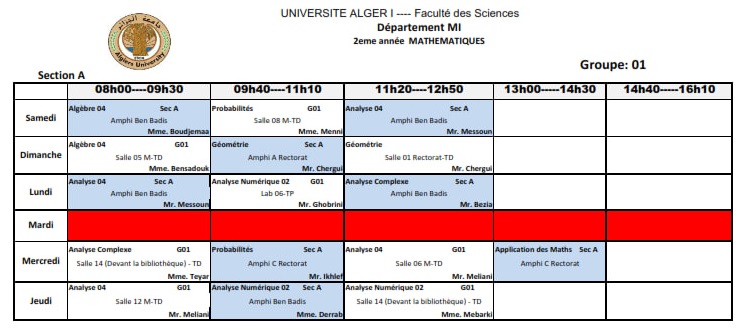 UNIVERSITE ALGER I ---- Faculté des Sciences
Département MI
2eme année MATHEMATIQUES
Algiers University
Section A
Groupe: 01
08h00----09h30 09h40----11h10 11h20----12h50 13h00----14h30 14h40----16h10
Samedi
Algèbre 04 Sec A
Amphi Ben Badis
Mme. Boudjemaa
Probabilités G01
Salle 08 M-TD
Mme. Menni
Analyse 04 Sec A
Amphi Ben Badis
Mr. Messoun
Dimanche
Algèbre 04 G01
Salle 05 M-TD
Mme. Bensadouk
Géométrie Sec A
Amphi A Rectorat
Mr. Chergui
Géométrie
Salle 01 Rectorat-TD
Mr. Chergui
Lundi
Analyse 04 Sec A
Amphi Ben Badis
Mr. Messoun
Analyse Numérique 02 G01
Lab 06-TP
Mr. Ghobrini
Analyse Complexe Sec A
Amphi Ben Badis
Mr. Bezia
Mardi
Mercredi
Analyse Complexe G01
Salle 14 (Devant la bibliothèque) - TD
Mme. Teyar
Probabilités Sec A
Amphi C Rectorat
Mr. Ikhlef
Analyse 04 G01
Salle 06 M-TD
Mr. Meliani
Application des Maths Sec A
Amphi C Rectorat
Jeudi
Analyse 04 G01
Salle 12 M-TD
Mr. Meliani
Analyse Numérique 02 Sec A
Amphi Ben Badis
Mme. Derrab
Analyse Numérique 02 G01
Salle 14 (Devant la bibliothèque) - TD
Mme. Mebarki